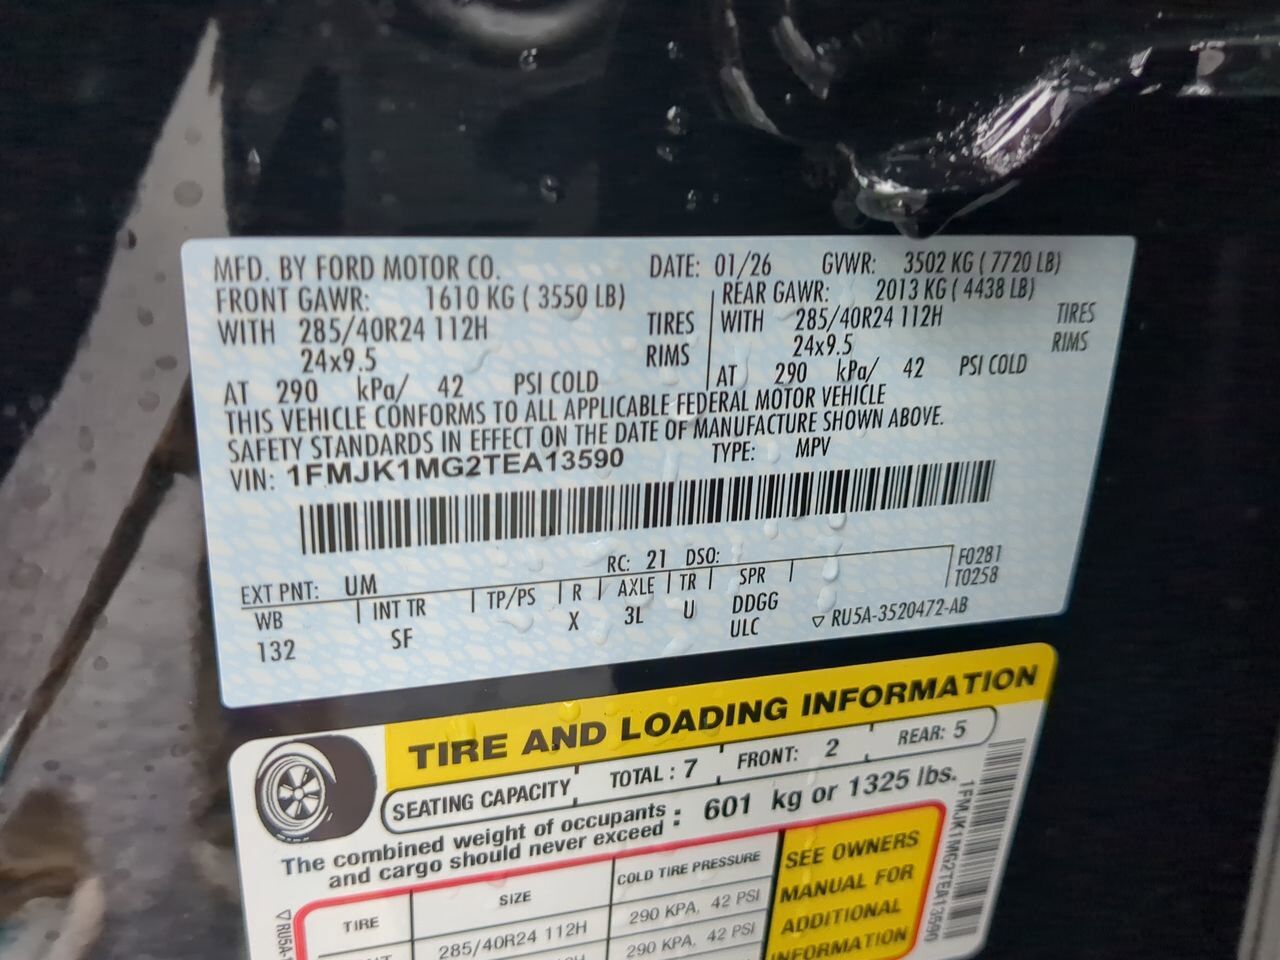 MFD. BY FORD MOTOR CO. DATE: 01/26 GVWR: 3502 KG ( 7720 LB)
FRONT GAWR: 1610 KG ( 3550 LB) REAR GAWR: 2013 KG ( 4438 LB)
WITH 285/40R24 112H TIRES WITH 285/40R24 112H TIRES
24x9.5 RIMS 24x9.5 RIMS
AT 290 kPa/ 42 PSI COLD AT 290 kPa/ 42 PSI COLD
THIS VEHICLE CONFORMS TO ALL APPLICABLE FEDERAL MOTOR VEHICLE
SAFETY STANDARDS IN EFFECT ON THE DATE OF MANUFACTURE SHOWN ABOVE.
VIN: 1FMJK1MG2TEA13590 TYPE: MPV
EXT PNT: UM RC: 21 DSO: F0281
WB INT TR TP/PS R AXLE TR SPR T0258
132 SF X 3L U DDGG
ULC ▽ RU5A-3520472-AB
TIRE AND LOADING INFORMATION
SEATING CAPACITY TOTAL : 7 FRONT: 2 REAR: 5
The combined weight of occupants
and cargo should never exceed : 601 kg or 1325 lbs.
TIRE SIZE COLD TIRE PRESSURE
285/40R24 112H 290 KPA, 42 PSI
290 KPA, 42 PSI
SEE OWNERS
MANUAL FOR
ADDITIONAL
INFORMATION
1FMJK1MG2TEA13590
▽RU5A-